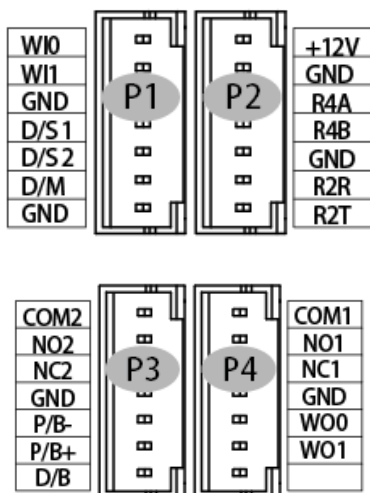 WI0
WI1
GND
D/S 1
D/S 2
D/M
GND
P1
P2
+12V
GND
R4A
R4B
GND
R2R
R2T
COM2
NO2
NC2
GND
P/B-
P/B+
D/B
P3
P4
COM1
NO1
NC1
GND
WO0
WO1